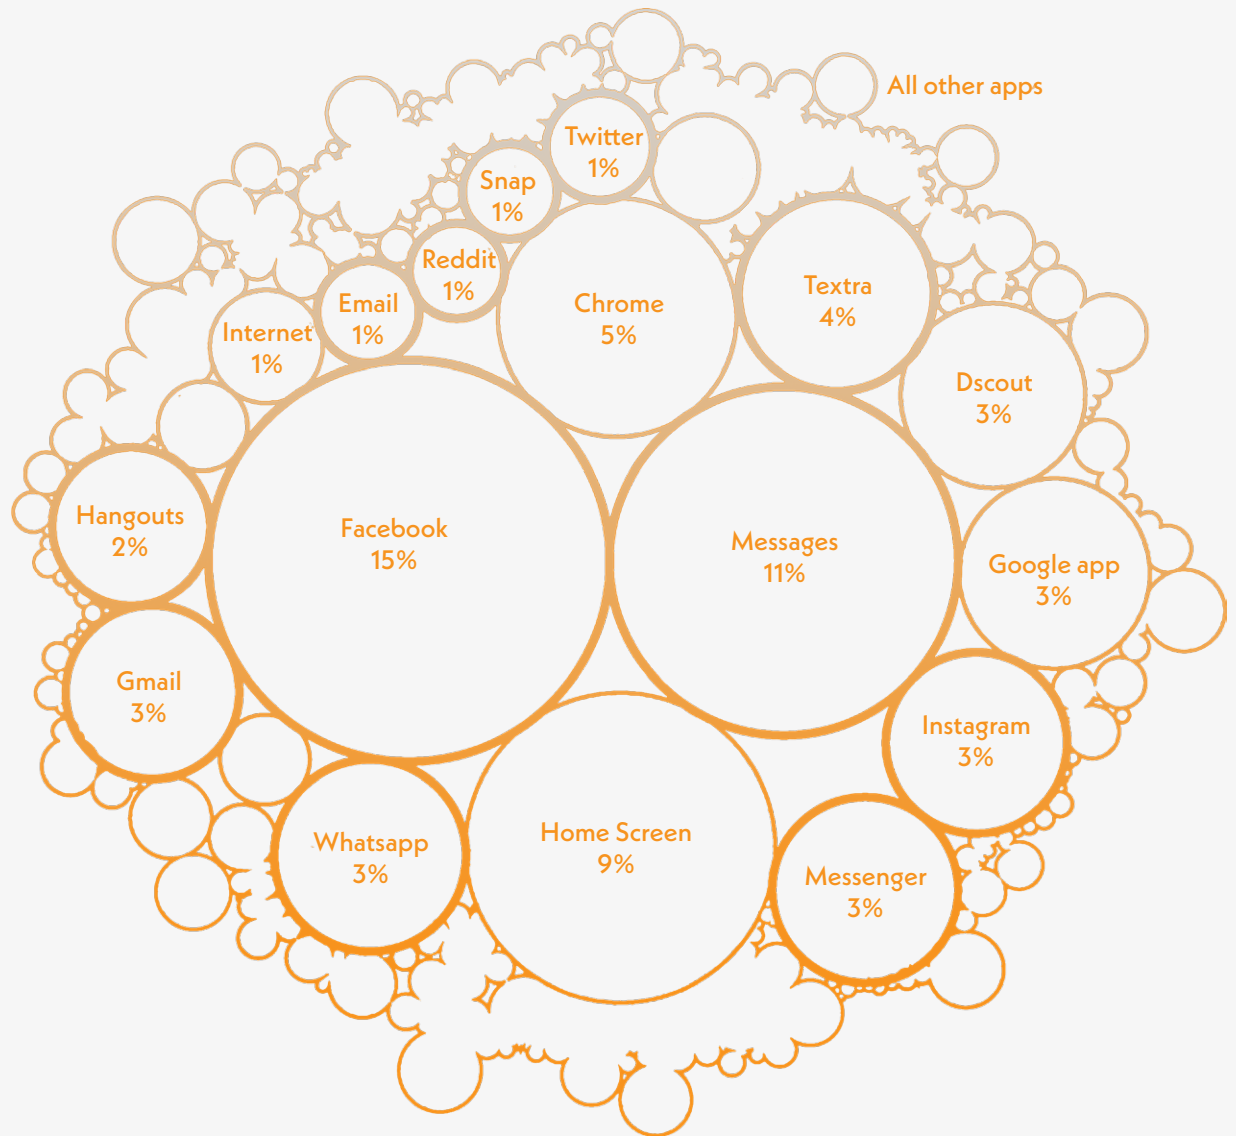 All other apps
Twitter
1%
Snap
1%
Reddit
1%
Email
1%
Internet
1%
Chrome
5%
Textra
4%
Dscout
3%
Hangouts
2%
Facebook
15%
Messages
11%
Google app
3%
Gmail
3%
Instagram
3%
Whatsapp
3%
Home Screen
9%
Messenger
3%